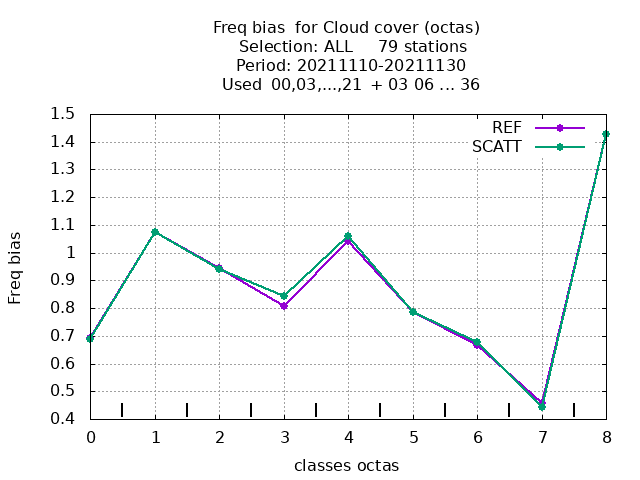 Freq bias  for Cloud cover (octas)
Selection: ALL     79 stations
Period: 20211110-20211130
Used  00,03,...,21  + 03 06 ... 36
REF
SCATT
1.5
1.4
1.3
1.2
1.1
1
0.9
0.8
0.7
0.6
0.5
0.4
Freq bias
0 1 2 3 4 5 6 7 8
classes octas